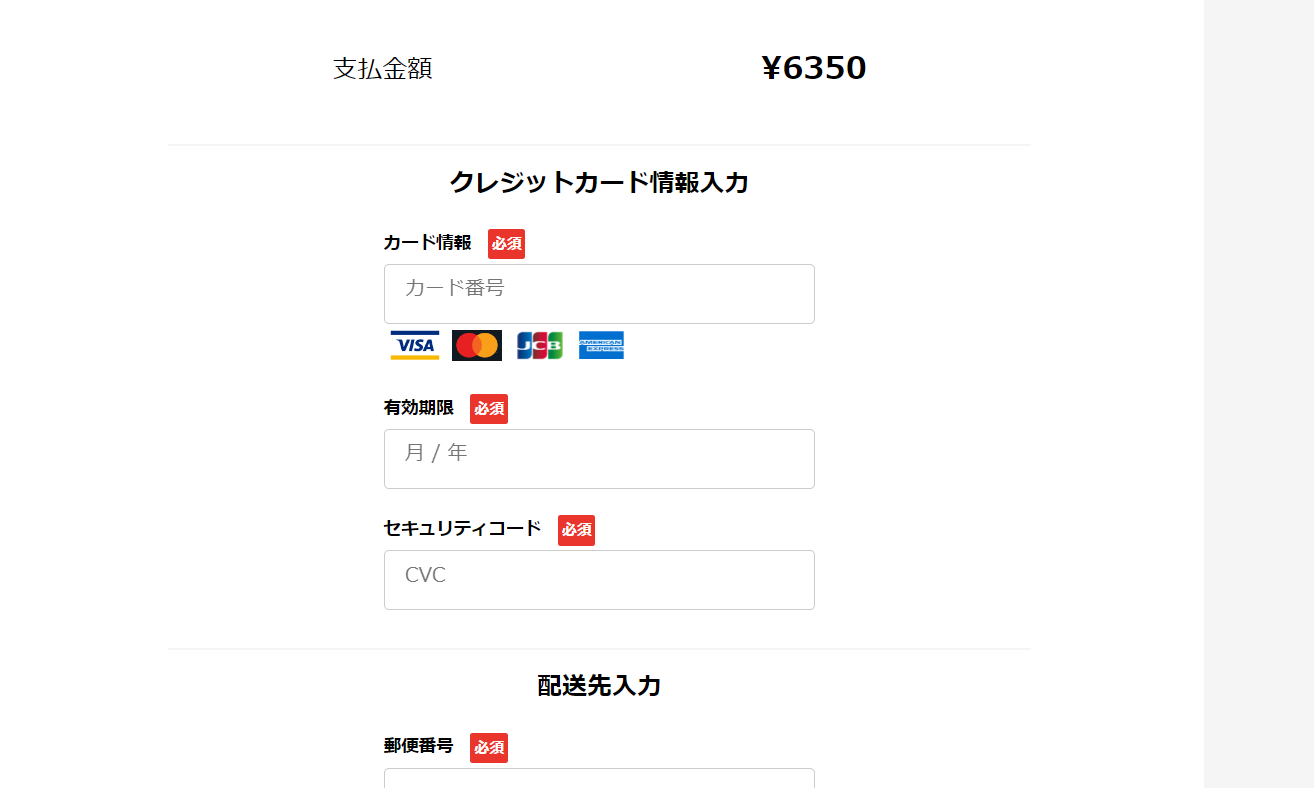 支払金額 ¥6350
クレジットカード情報入力
カード情報 必須
カード番号
VISA JCB AMERICAN EXPRESS
有効期限 必須
月 / 年
セキュリティコード 必須
CVC
配送先入力
郵便番号 必須